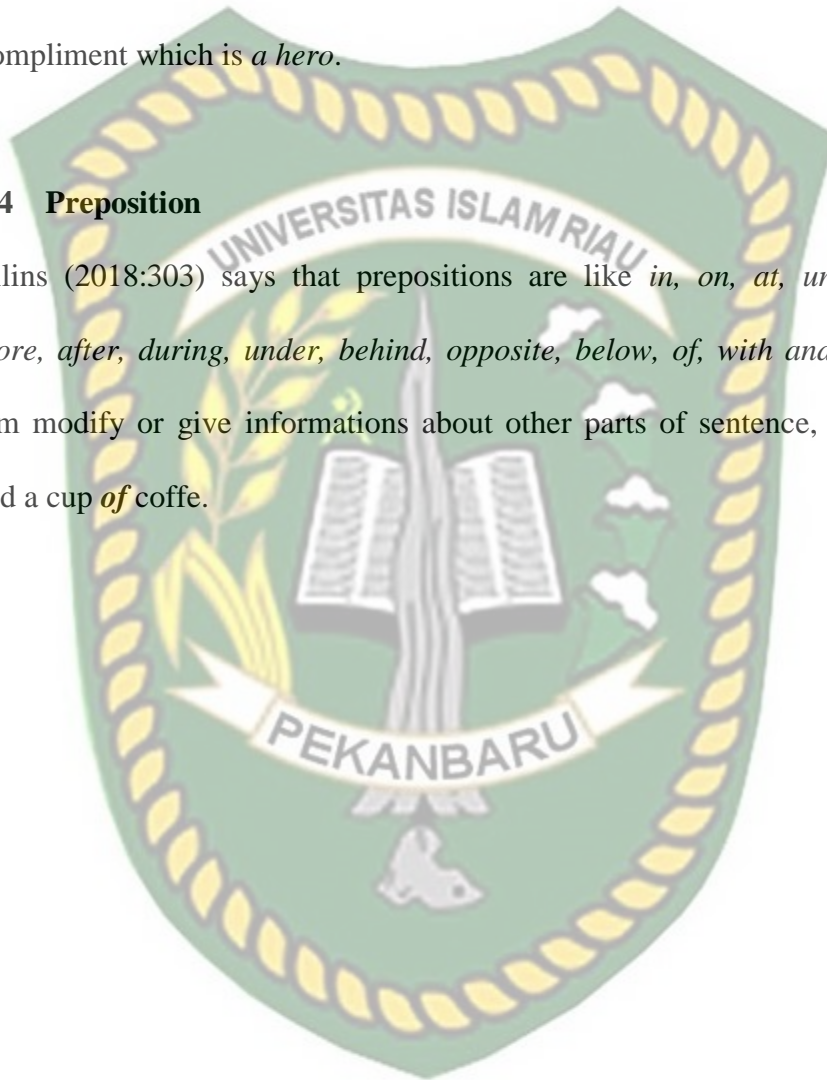 ompliment which is a hero.
4 Preposition
UNIVERSITAS ISLAM RIAU
lins (2018:303) says that prepositions are like in, on, at, un
ore, after, during, under, behind, opposite, below, of, with and
m modify or give informations about other parts of sentence,
d a cup of coffe.
PEKANBARU